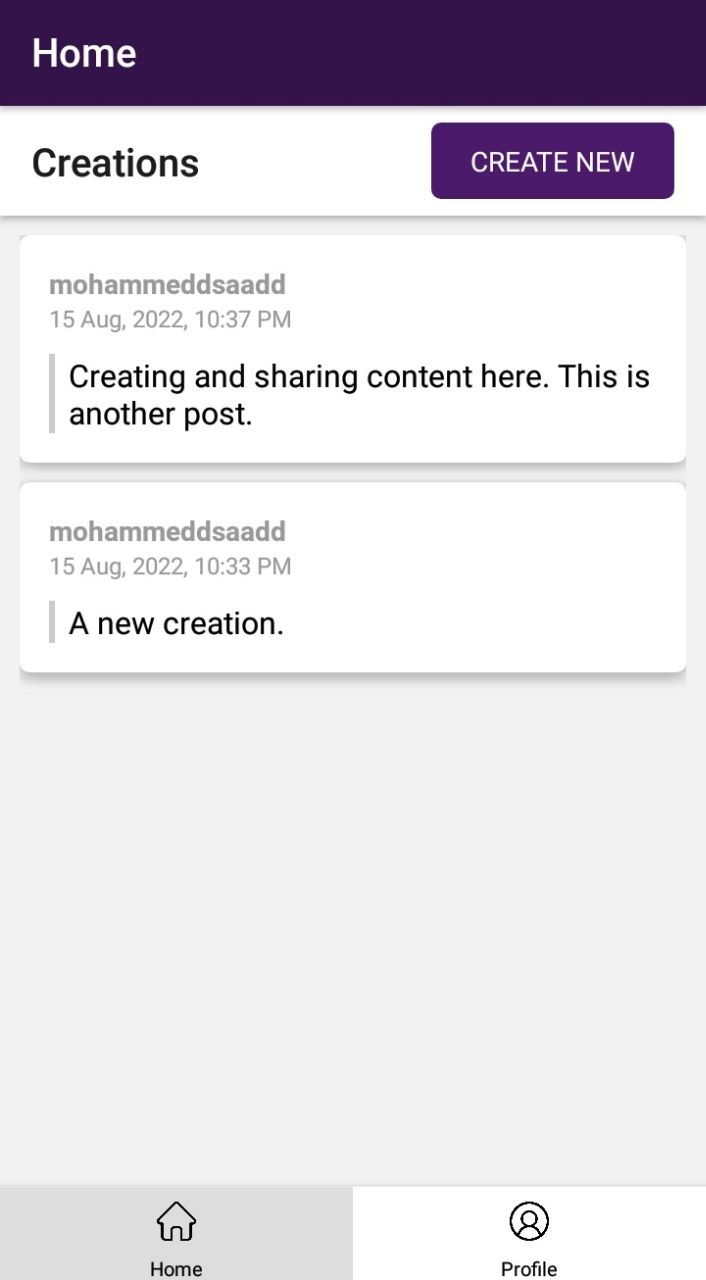 Home
Creations
CREATE NEW
mohammeddsaadd
15 Aug, 2022, 10:37 PM
Creating and sharing content here. This is
another post.
mohammeddsaadd
15 Aug, 2022, 10:33 PM
A new creation.
Home
Profile